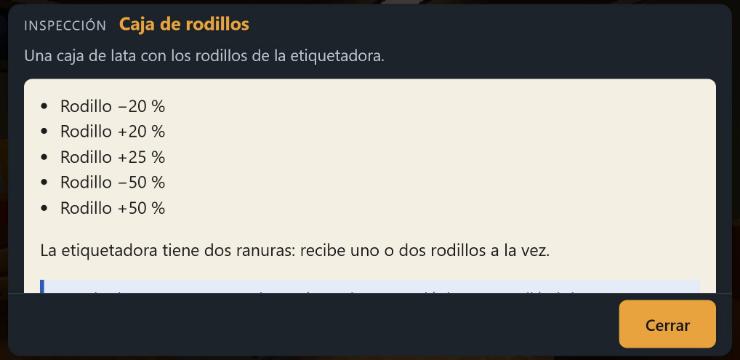 INSPECCIÓN Caja de rodillos
Una caja de lata con los rodillos de la etiquetadora.
• Rodillo −20 %
• Rodillo +20 %
• Rodillo +25 %
• Rodillo −50 %
• Rodillo +50 %
La etiquetadora tiene dos ranuras: recibe uno o dos rodillos a la vez.
Cerrar